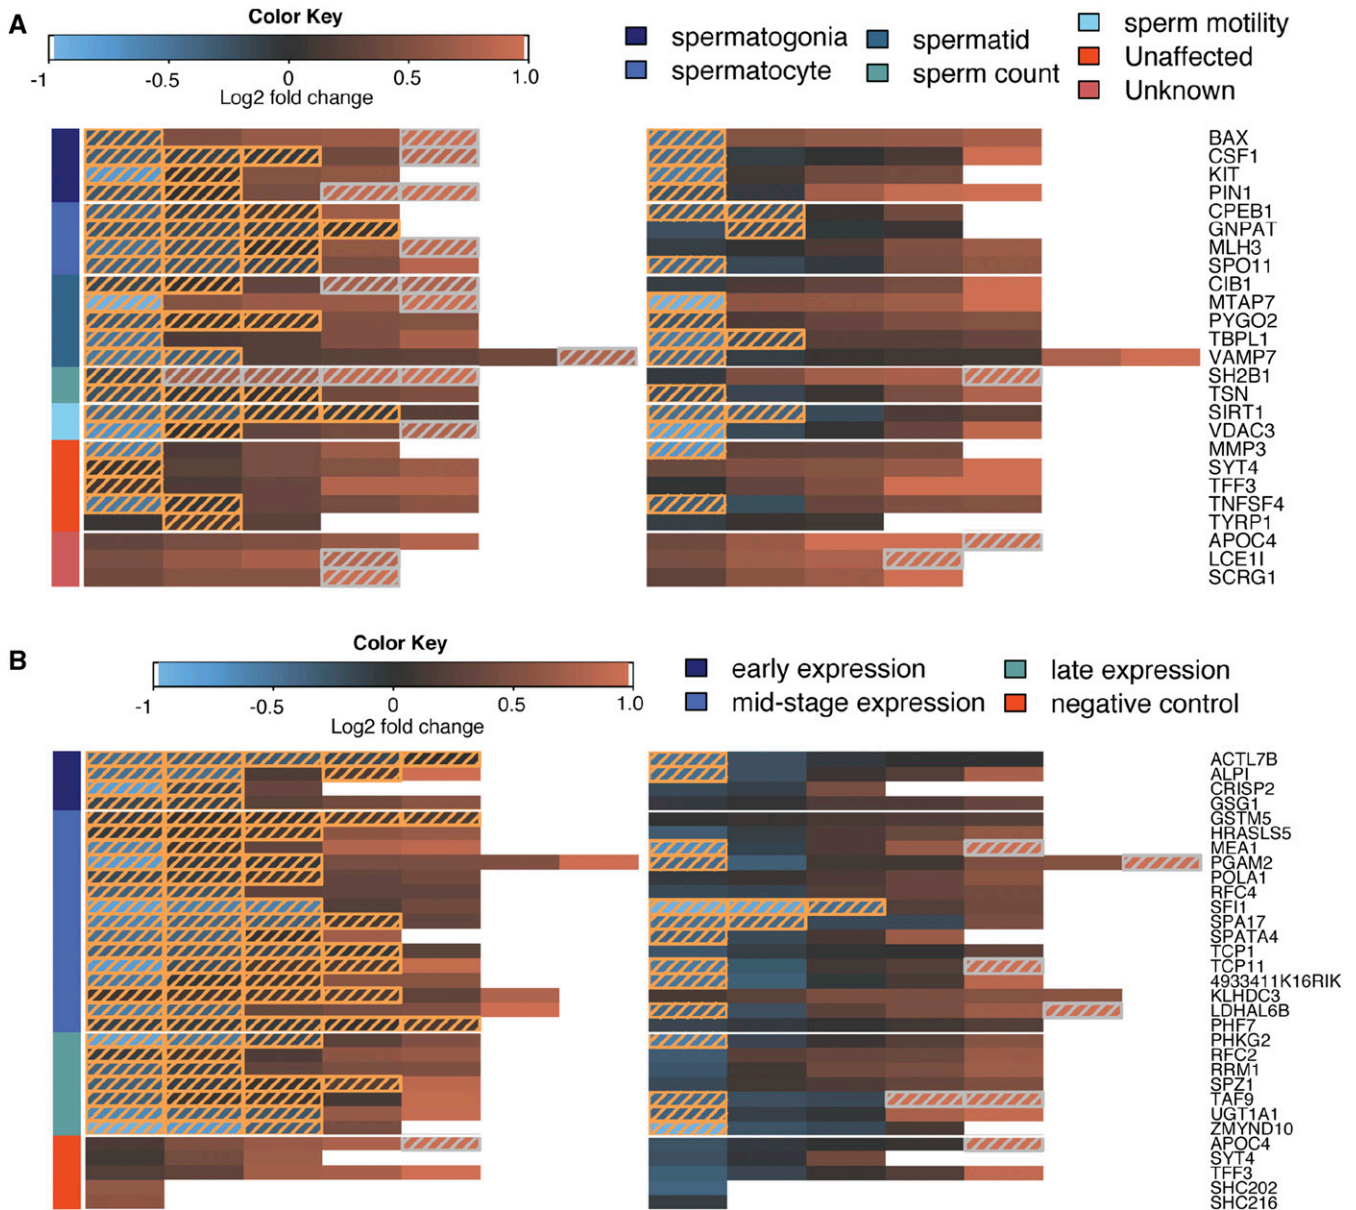 A
Color Key
-1 -0.5 0 0.5 1.0
Log2 fold change
spermatogonia
spermatocyte
spermatid
sperm count
sperm motility
Unaffected
Unknown
BAX
CSF1
KIT
PIN1
CPEB1
GNPAT
MLH3
SPO11
CIB1
MTAP7
PYGO2
TBPL1
VAMP7
SH2B1
TSN
SIRT1
VDAC3
MMP3
SYT4
TFF3
TNFSF4
TYRP1
APOC4
LCE1I
SCRG1
B
Color Key
-1 -0.5 0 0.5 1.0
Log2 fold change
early expression
mid-stage expression
late expression
negative control
ACTL7B
ALPI
CRISP2
GSG1
GSTM5
HRASLS5
MEA1
PGAM2
POLA1
RFC4
SFI1
SPA17
SPATA4
TCP1
TCP11
4933411K16RIK
KLHDC3
LDHAL6B
PHF7
PHKG2
RFC2
RRM1
SPZ1
TAF9
UGT1A1
ZMYND10
APOC4
SYT4
TFF3
SHC202
SHC216